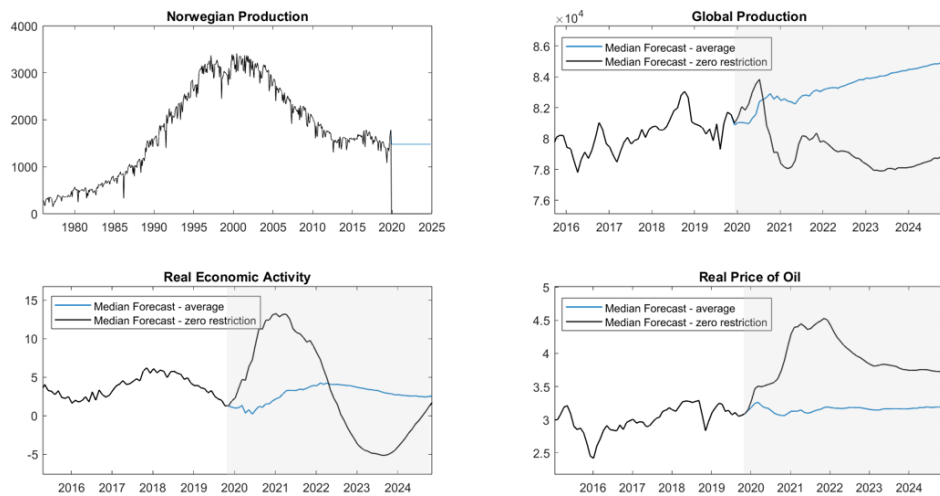 Norwegian Production
4000
3000
2000
1000
0
1980 1985 1990 1995 2000 2005 2010 2015 2020 2025
Global Production
×10⁴
8.6
8.4
8.2
80
7.8
7.6
Median Forecast - average
Median Forecast - zero restriction
2016 2017 2018 2019 2020 2021 2022 2023 2024
Real Economic Activity
15
10
5
0
-5
Median Forecast - average
Median Forecast - zero restriction
2016 2017 2018 2019 2020 2021 2022 2023 2024
Real Price of Oil
5
4.5
3.5
3
2.5
Median Forecast - average
Median Forecast - zero restriction
2016 2017 2018 2019 2020 2021 2022 2023 2024